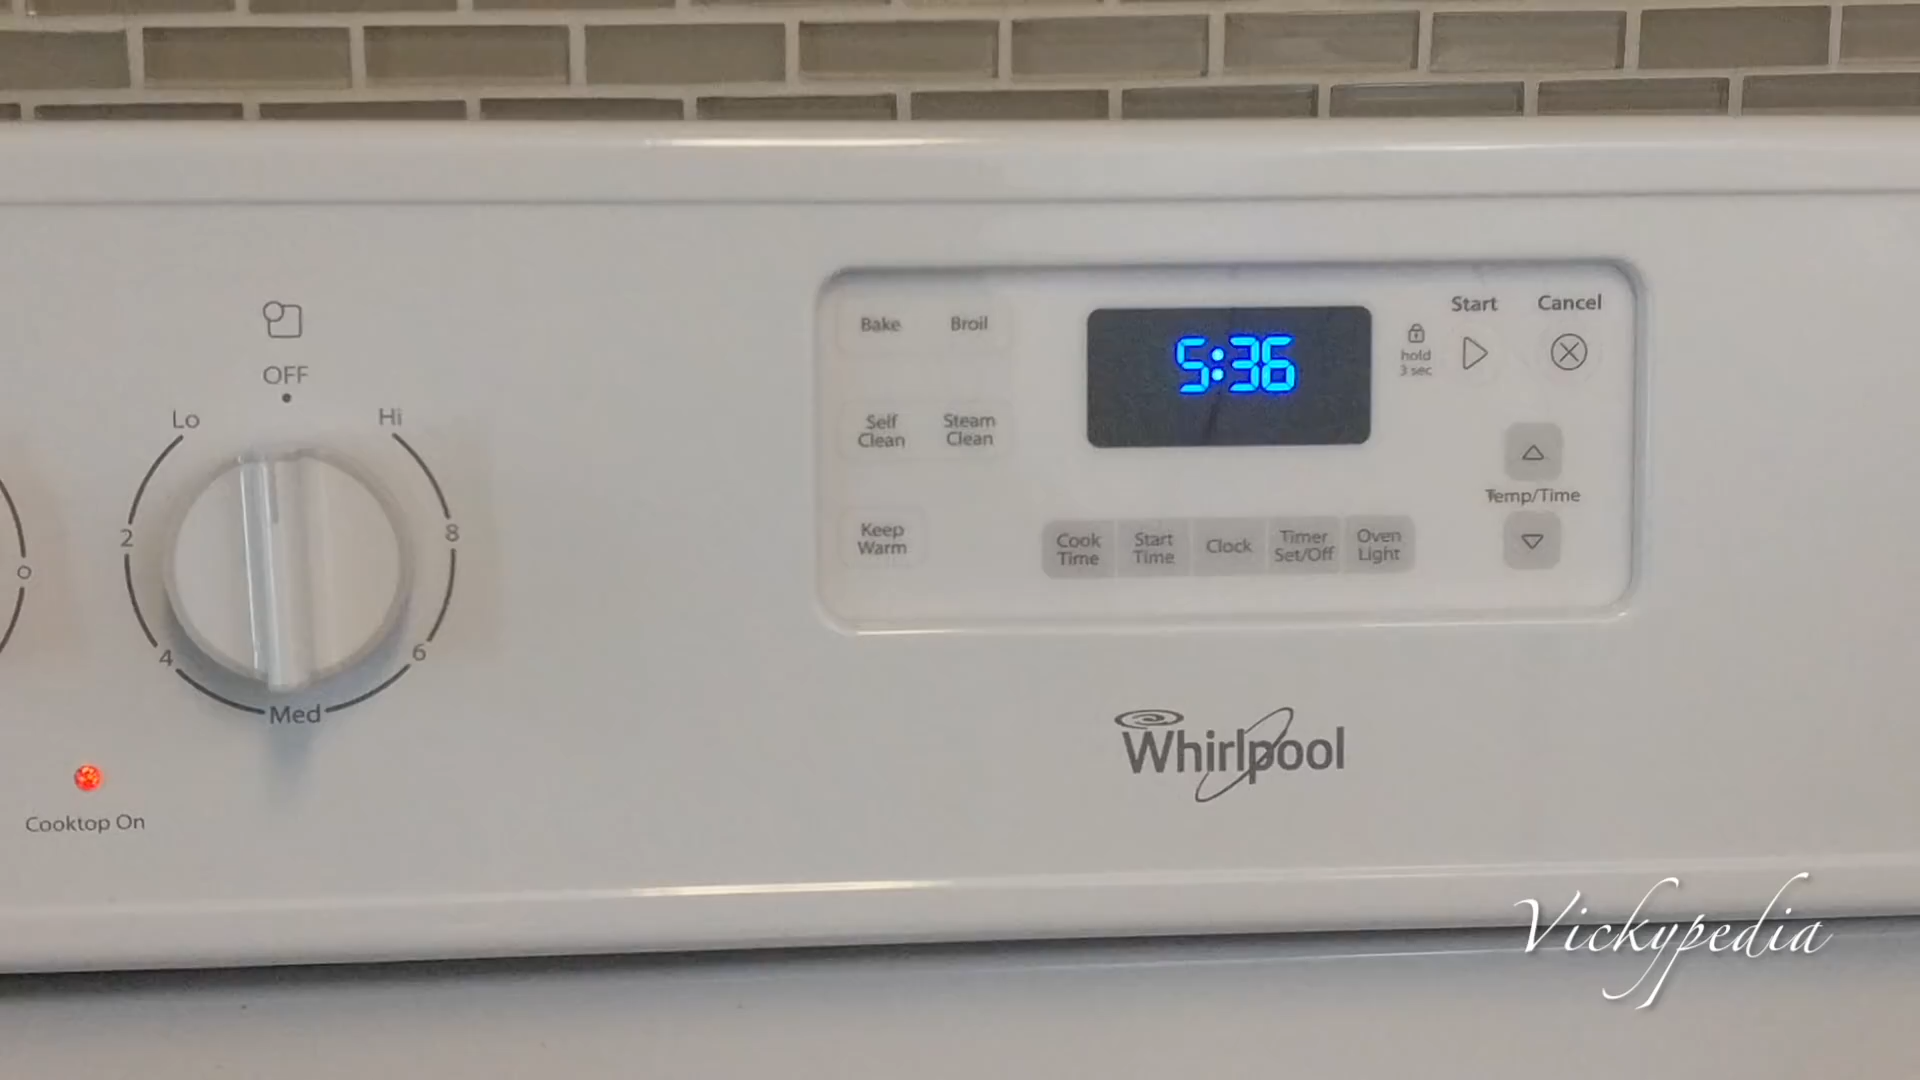 OFF
Lo
Hi
2
8
4
6
Med
Cooktop On
Bake
Broil
Self
Clean
Steam
Clean
Keep
Warm
5:36
hold
3 sec
Start
Cancel
Temp/Time
Cook
Time
Start
Time
Clock
Timer
Set/Off
Oven
Light
Whirlpool
Vickypedia